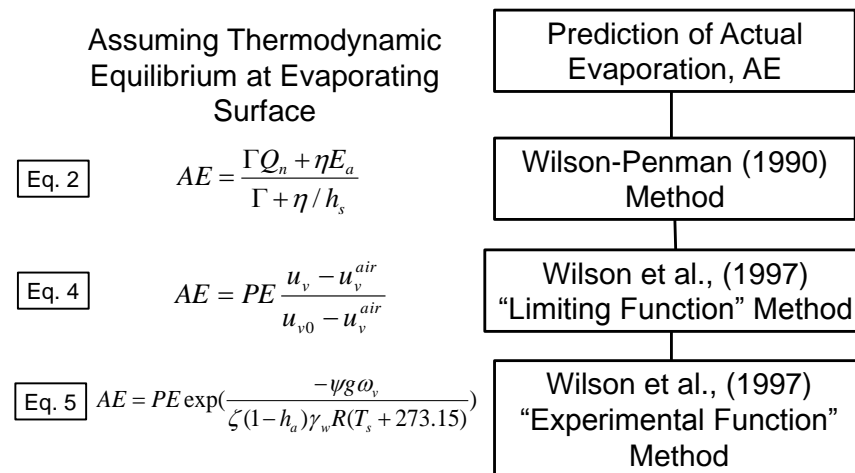 Assuming Thermodynamic
Equilibrium at Evaporating
Surface
Prediction of Actual
Evaporation, AE
Eq. 2
AE = (ΓQ_n + ηE_a) / (Γ + η / h_s)
Wilson-Penman (1990)
Method
Eq. 4
AE = PE (u_v − u_v^{air}) / (u_{v0} − u_v^{air})
Wilson et al., (1997)
“Limiting Function” Method
Eq. 5
AE = PE exp(−ψgω_v / (ζ(1−h_a)γ_w R(T_s + 273.15)))
Wilson et al., (1997)
“Experimental Function”
Method